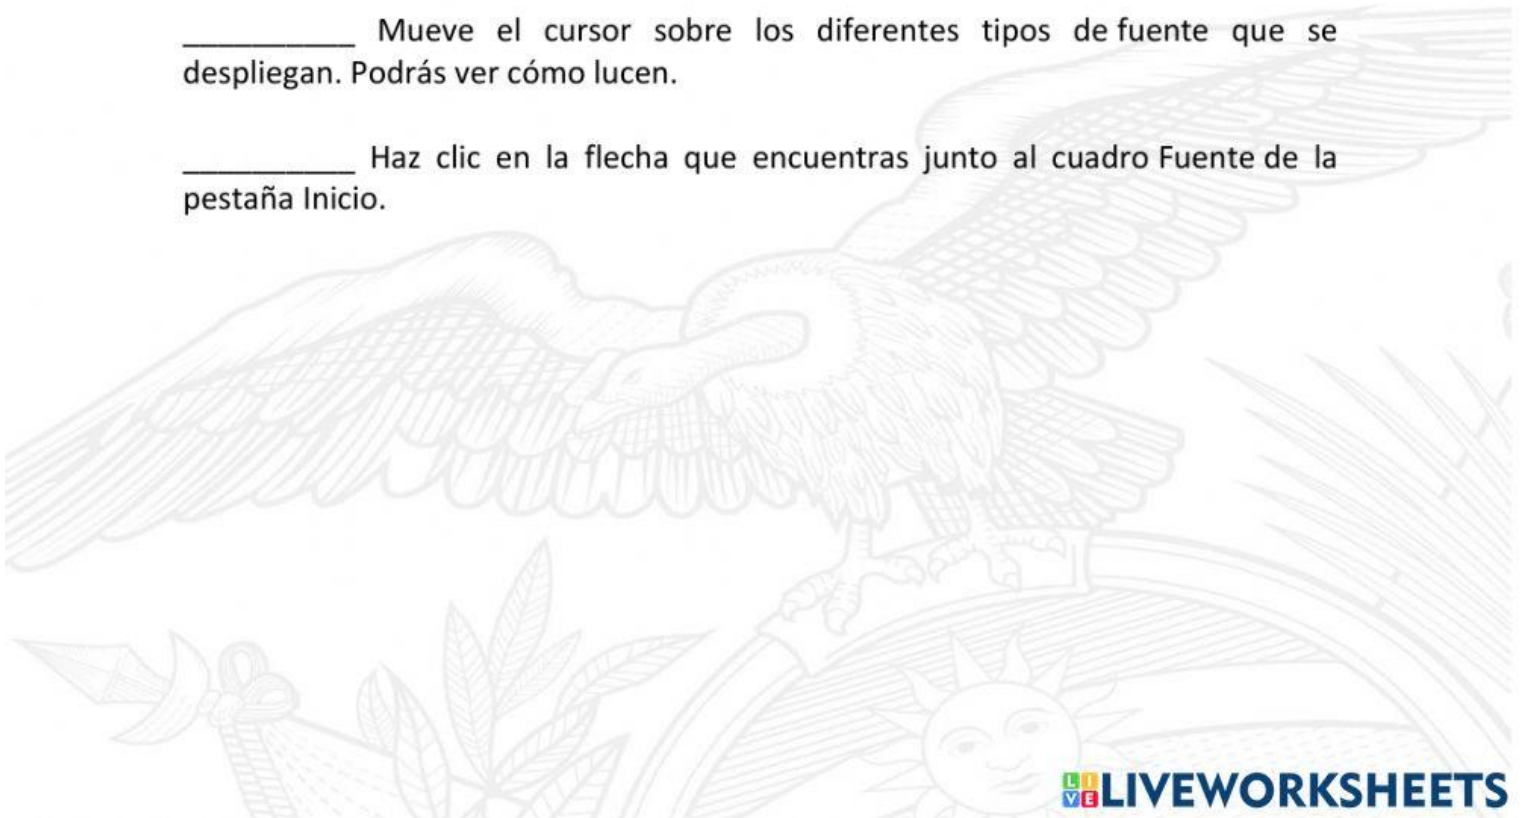 __________ Mueve el cursor sobre los diferentes tipos de fuente que se
despliegan. Podrás ver cómo lucen.
__________ Haz clic en la flecha que encuentras junto al cuadro Fuente de la
pestaña Inicio.
LIVE LIVEWORKSHEETS